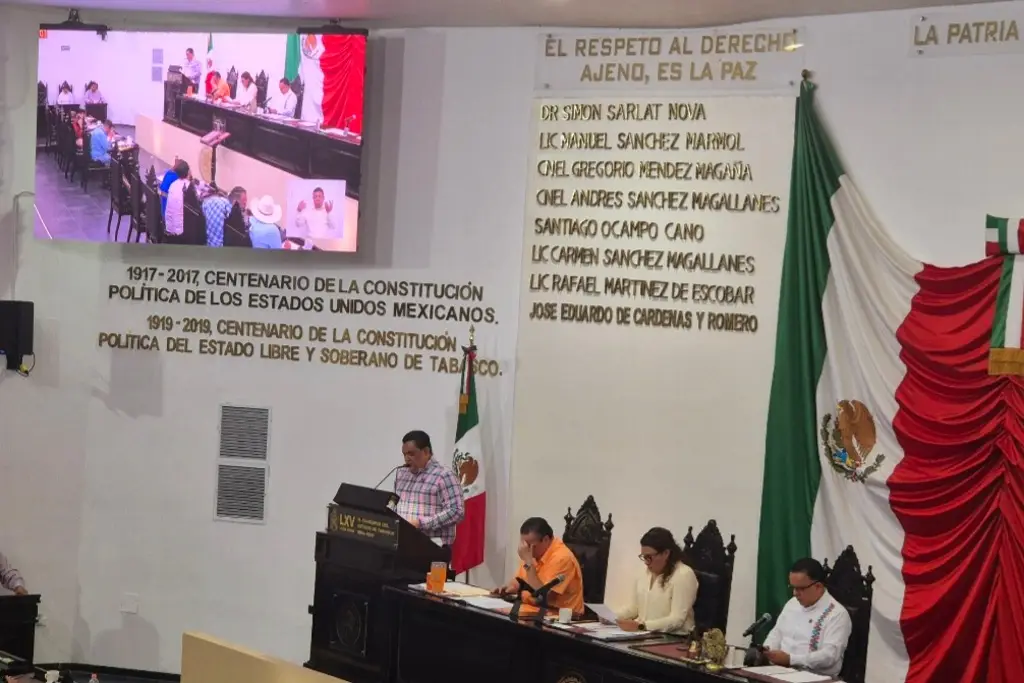 EL RESPETO AL DERECHO
AJENO, ES LA PAZ
LA PATRIA
DR SIMON SARLAT NOVA
LIC MANUEL SANCHEZ MARMOL
CNEL GREGORIO MENDEZ MAGAÑA
CNEL ANDRES SANCHEZ MAGALLANES
SANTIAGO OCAMPO CANO
LIC CARMEN SANCHEZ MAGALLANES
LIC RAFAEL MARTINEZ DE ESCOBAR
JOSE EDUARDO DE CARDENAS Y ROMERO
1917-2017, CENTENARIO DE LA CONSTITUCIÓN
POLÍTICA DE LOS ESTADOS UNIDOS MEXICANOS.
1919-2019, CENTENARIO DE LA CONSTITUCIÓN
POLÍTICA DEL ESTADO LIBRE Y SOBERANO DE TABASCO.
LXV